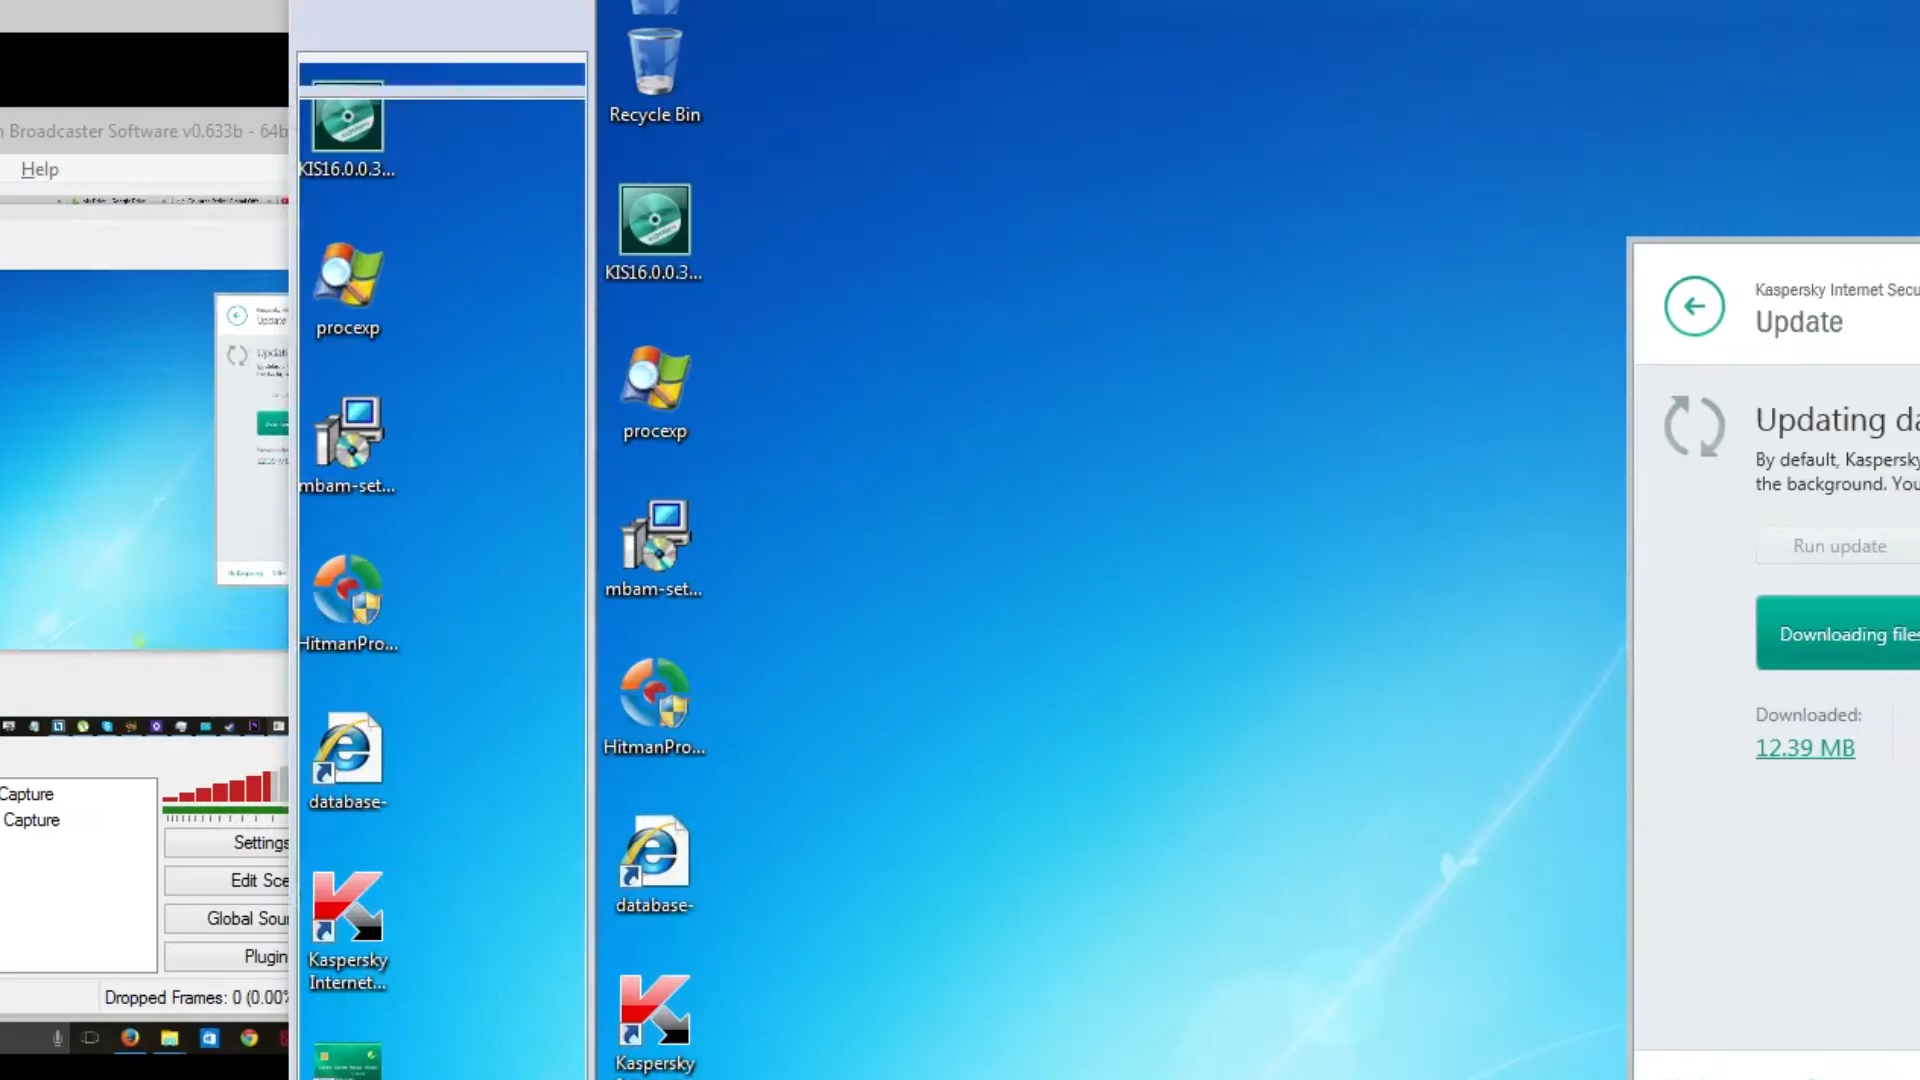 n Broadcaster Software v0.633b - 64b
Help
Update
Capture
Capture
Settings
Edit Sce
Global Sour
Plugin
Dropped Frames: 0 (0.00%
KIS16.0.0.3...
procexp
mbam-set...
HitmanPro...
database-
Kaspersky
Internet...
Recycle Bin
KIS16.0.0.3...
procexp
mbam-set...
HitmanPro...
database-
Kaspersky
Kaspersky Internet Secu
Update
Updating da
By default, Kaspersky
the background. You
Run update
Downloading files
Downloaded:
12.39 MB